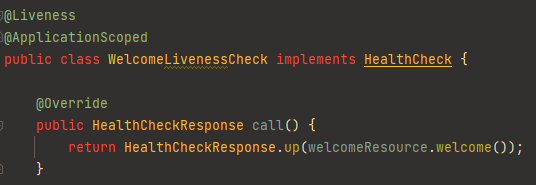 @Liveness
@ApplicationScoped
public class WelcomeLivenessCheck implements HealthCheck {
@Override
public HealthCheckResponse call() {
return HealthCheckResponse.up(welcomeResource.welcome());
}